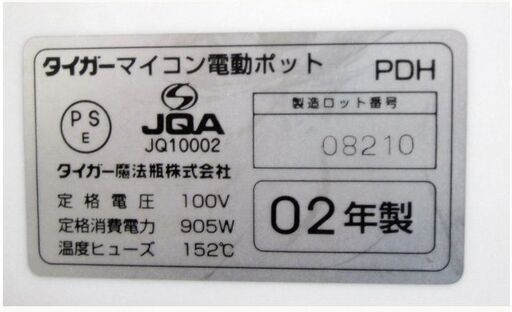 タイガーマイコン電動ポット PDH
PS
E
JQA
JQ10002
製造ロット番号
08210
タイガー魔法瓶株式会社
定格電圧 100V
定格消費電力 905W
温度ヒューズ 152℃
02年製